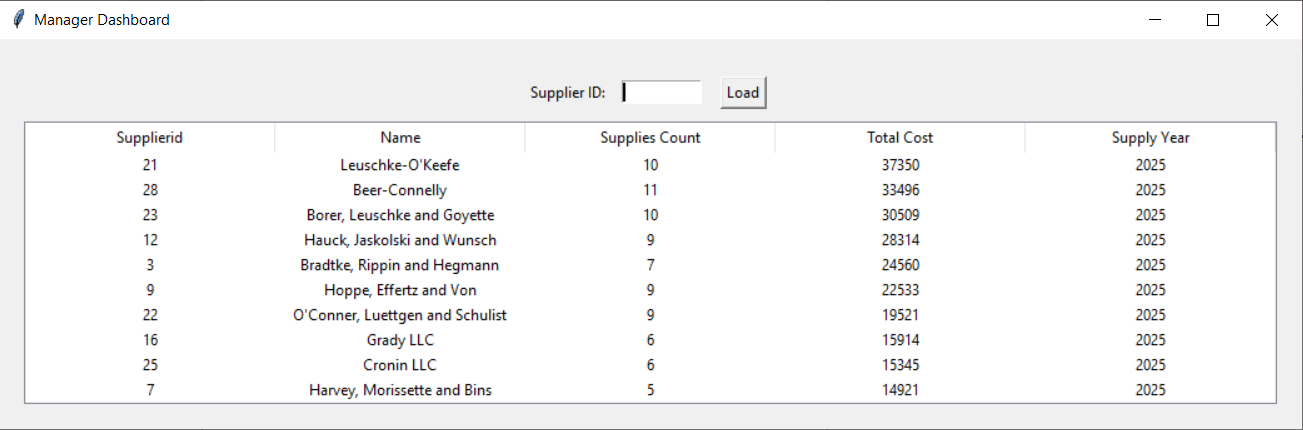 Manager Dashboard
Supplier ID: Load
Supplierid Name Supplies Count Total Cost Supply Year
21 Leuschke-O'Keefe 10 37350 2025
28 Beer-Connelly 11 33496 2025
23 Borer, Leuschke and Goyette 10 30509 2025
12 Hauck, Jaskolski and Wunsch 9 28314 2025
3 Bradtke, Rippin and Hegmann 7 24560 2025
9 Hoppe, Effertz and Von 9 22533 2025
22 O'Conner, Luettgen and Schulist 9 19521 2025
16 Grady LLC 6 15914 2025
25 Cronin LLC 6 15345 2025
7 Harvey, Morissette and Bins 5 14921 2025